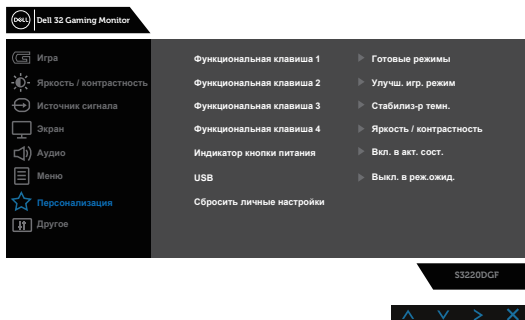 DELL Dell 32 Gaming Monitor
Игра
Яркость / контрастность
Источник сигнала
Экран
Аудио
Меню
Персонализация
Другое
Функциональная клавиша 1 Готовые режимы
Функциональная клавиша 2 Улучш. игр. режим
Функциональная клавиша 3 Стабилиз-р темн.
Функциональная клавиша 4 Яркость / контрастность
Индикатор кнопки питания Вкл. в акт. сост.
USB Выкл. в реж.ожид.
Сбросить личные настройки
S3220DGF